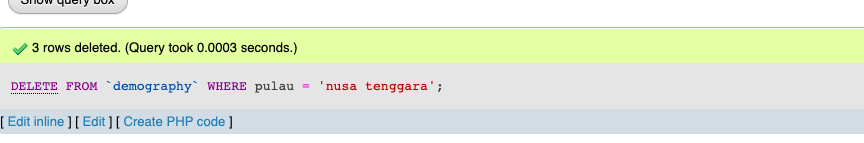 Show query box
3 rows deleted. (Query took 0.0003 seconds.)
DELETE FROM `demography` WHERE pulau = 'nusa tenggara';
[ Edit inline ] [ Edit ] [ Create PHP code ]